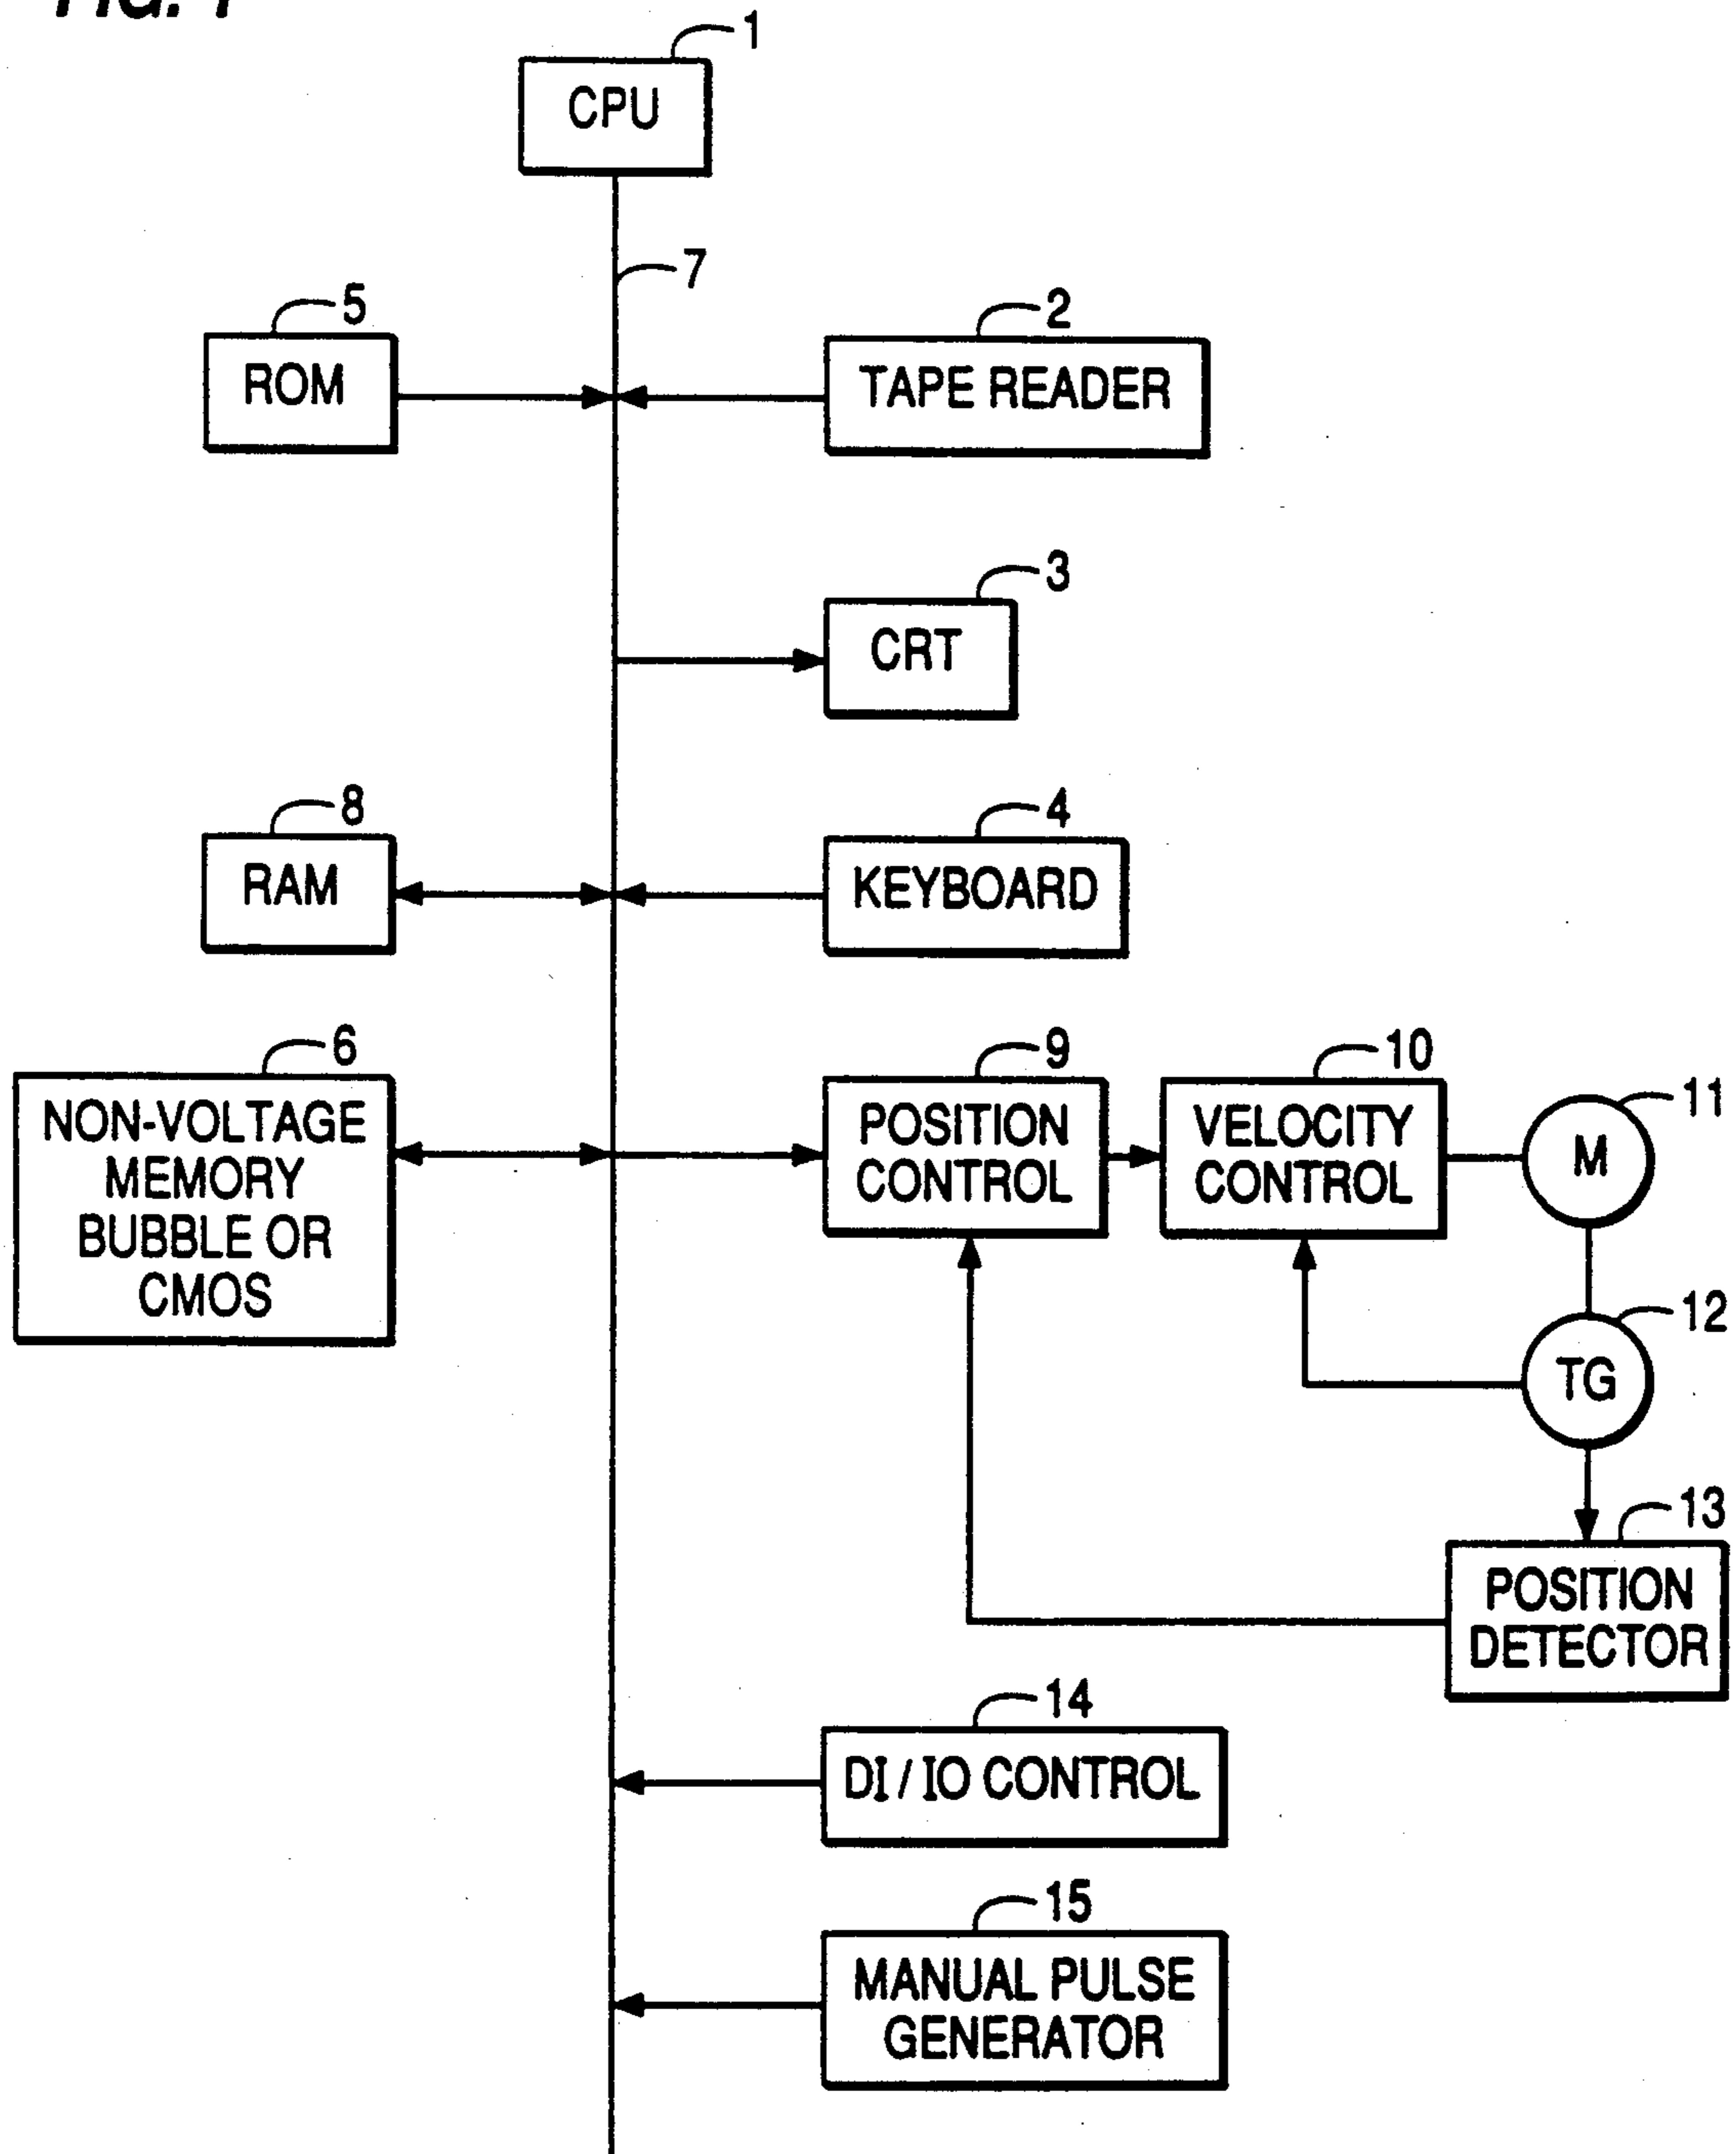 FIG. 1
1
CPU
7
5
ROM
2
TAPE READER
3
CRT
8
RAM
4
KEYBOARD
6
NON-VOLTAGE
MEMORY
BUBBLE OR
CMOS
9
POSITION
CONTROL
10
VELOCITY
CONTROL
11
M
12
TG
13
POSITION
DETECTOR
14
DI / IO CONTROL
15
MANUAL PULSE
GENERATOR